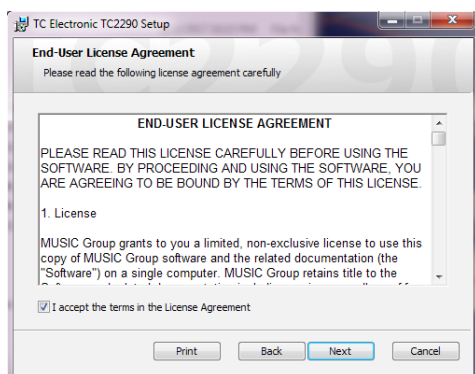 TC Electronic TC2290 Setup
End-User License Agreement
Please read the following license agreement carefully
END-USER LICENSE AGREEMENT
PLEASE READ THIS LICENSE CAREFULLY BEFORE USING THE
SOFTWARE. BY PROCEEDING AND USING THE SOFTWARE, YOU
ARE AGREEING TO BE BOUND BY THE TERMS OF THIS LICENSE.
1. License
MUSIC Group grants to you a limited, non-exclusive license to use this
copy of MUSIC Group software and the related documentation (the
"Software") on a single computer. MUSIC Group retains title to the
I accept the terms in the License Agreement
Print Back Next Cancel